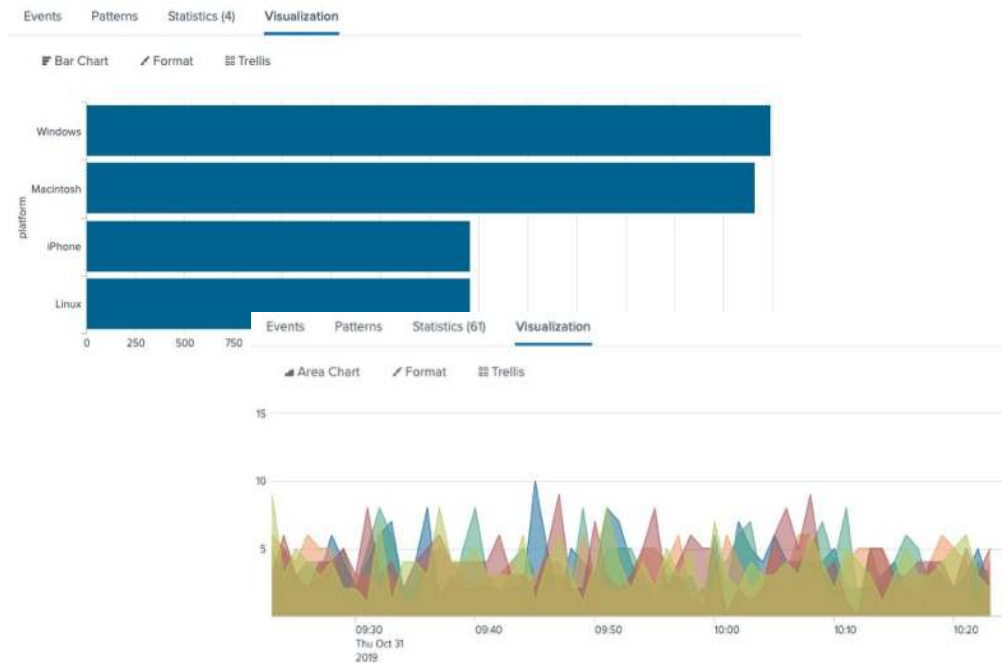 Events Patterns Statistics (4) Visualization
Bar Chart Format Trellis
platform
Windows
Macintosh
iPhone
Linux
0 250 500 750
Events Patterns Statistics (61) Visualization
Area Chart Format Trellis
15
10
5
09:30 09:40 09:50 10:00 10:10 10:20
Thu Oct 31
2019